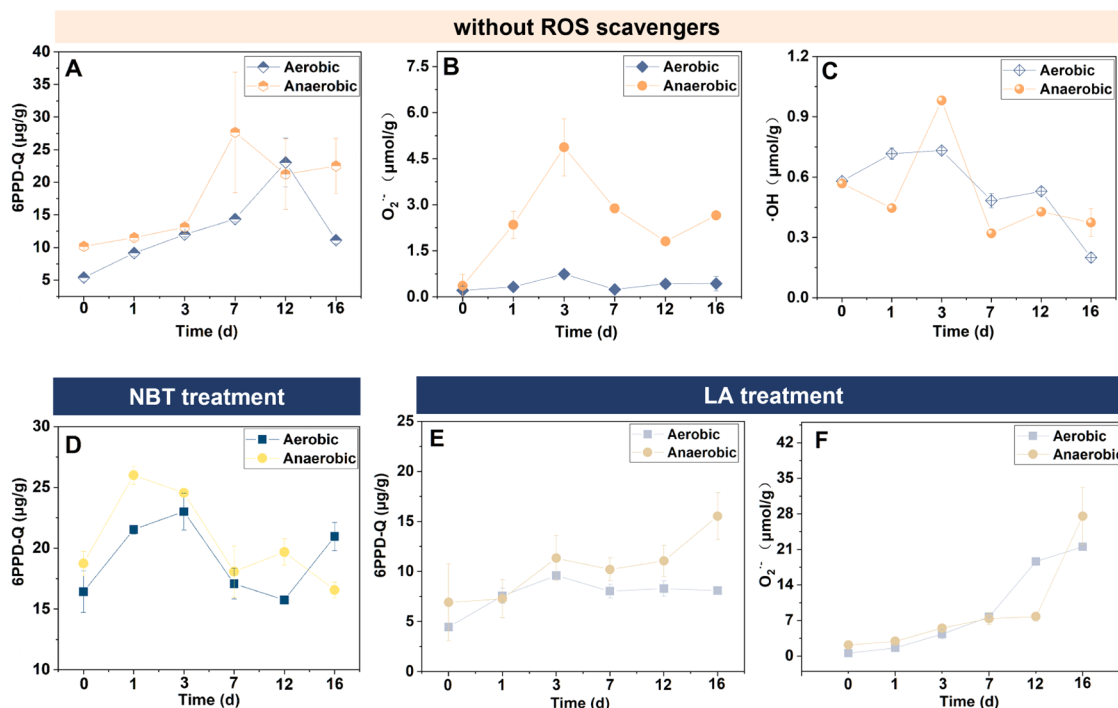 without ROS scavengers
A
Aerobic
Anaerobic
40
35
30
25
20
15
10
5
6PPD-Q (μg/g)
0 1 3 7 12 16
Time (d)
B
Aerobic
Anaerobic
7.5
6.0
4.5
3.0
1.5
0.0
O₂·- (μmol/g)
0 1 3 7 12 16
Time (d)
C
Aerobic
Anaerobic
1.2
0.9
0.6
0.3
0.0
·OH (μmol/g)
0 1 3 7 12 16
Time (d)
NBT treatment
LA treatment
D
Aerobic
Anaerobic
30
25
20
15
10
6PPD-Q (μg/g)
0 1 3 7 12 16
Time (d)
E
Aerobic
Anaerobic
25
20
15
10
5
0
6PPD-Q (μg/g)
0 1 3 7 12 16
Time (d)
F
Aerobic
Anaerobic
42
35
28
21
14
7
0
O₂·- (μmol/g)
0 1 3 7 12 16
Time (d)